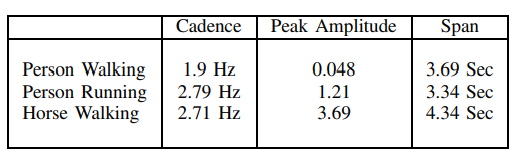 Cadence Peak Amplitude Span
Person Walking 1.9 Hz 0.048 3.69 Sec
Person Running 2.79 Hz 1.21 3.34 Sec
Horse Walking 2.71 Hz 3.69 4.34 Sec